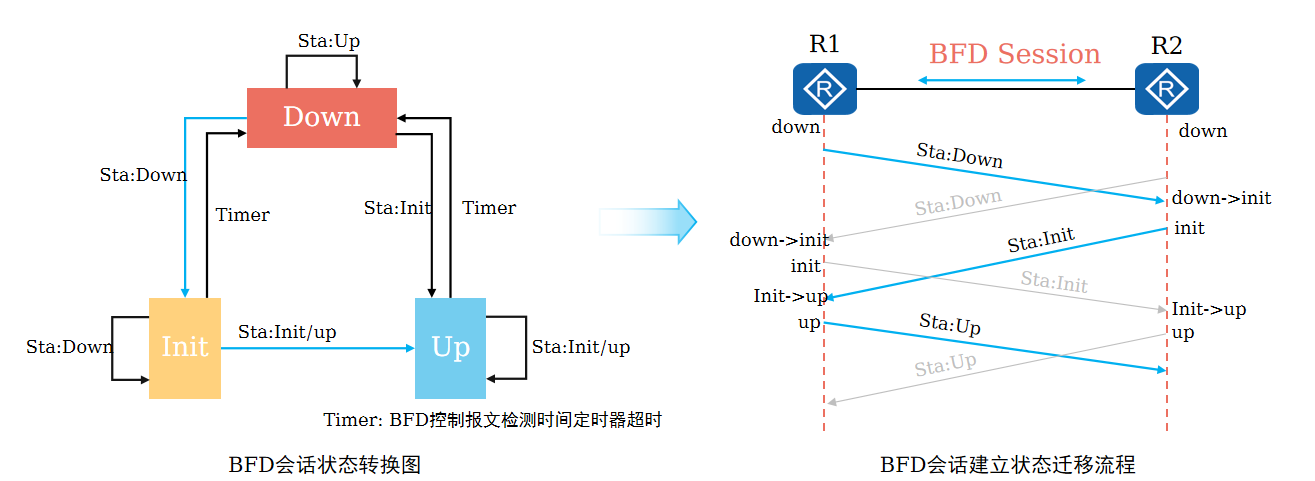 Sta:Up
Down
Sta:Down
Timer
Sta:Init
Timer
Init
Sta:Down
Sta:Init/up
Up
Sta:Init/up
Timer: BFD控制报文检测时间定时器超时
BFD会话状态转换图
R1
R2
BFD Session
R
R
down
down
Sta:Down
Sta:Down
down->init
down->init
init
Sta:Init
init
Sta:Init
Init->up
Init->up
up
Sta:Up
up
Sta:Up
BFD会话建立状态迁移流程